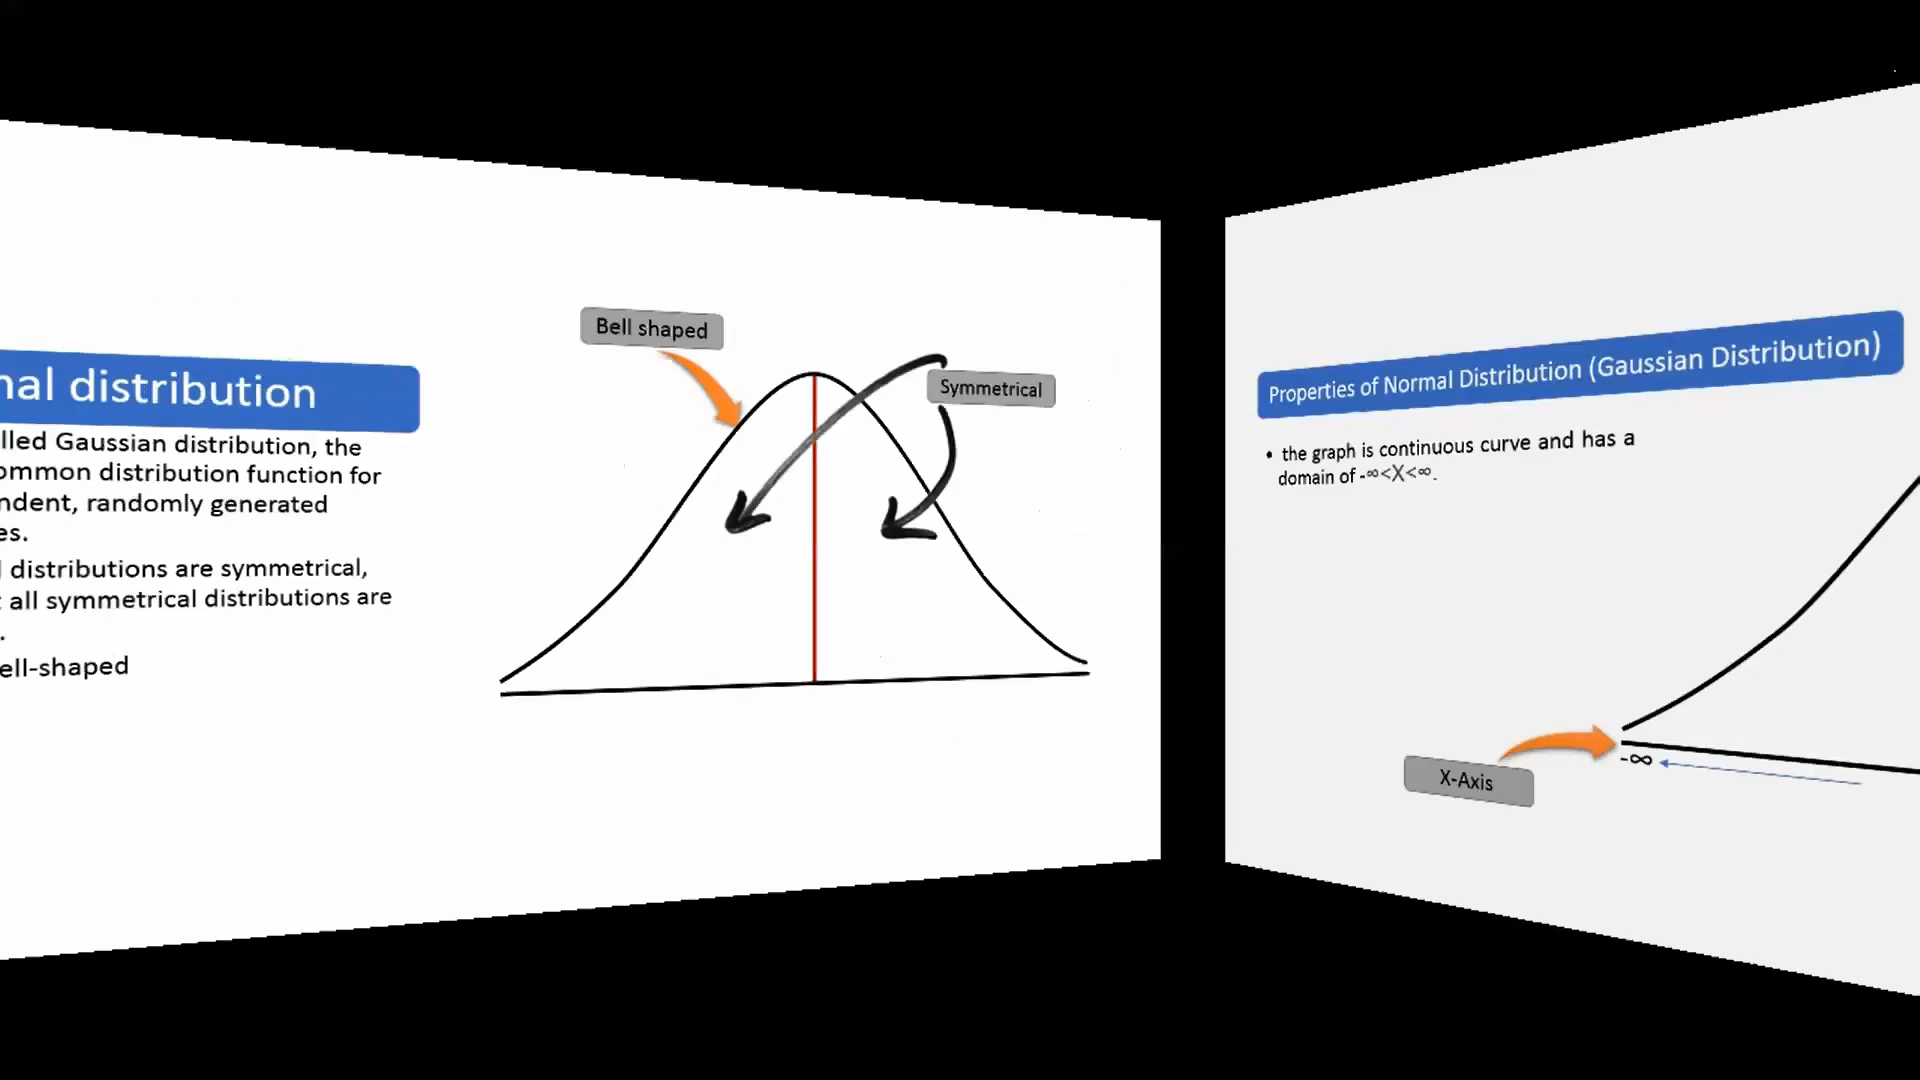 nal distribution
lled Gaussian distribution, the
ommon distribution function for
ndent, randomly generated
es.
distributions are symmetrical,
all symmetrical distributions are
.
ell-shaped
Bell shaped
Symmetrical
Properties of Normal Distribution (Gaussian Distribution)
• the graph is continuous curve and has a
domain of -∞<X<∞.
X-Axis
-∞